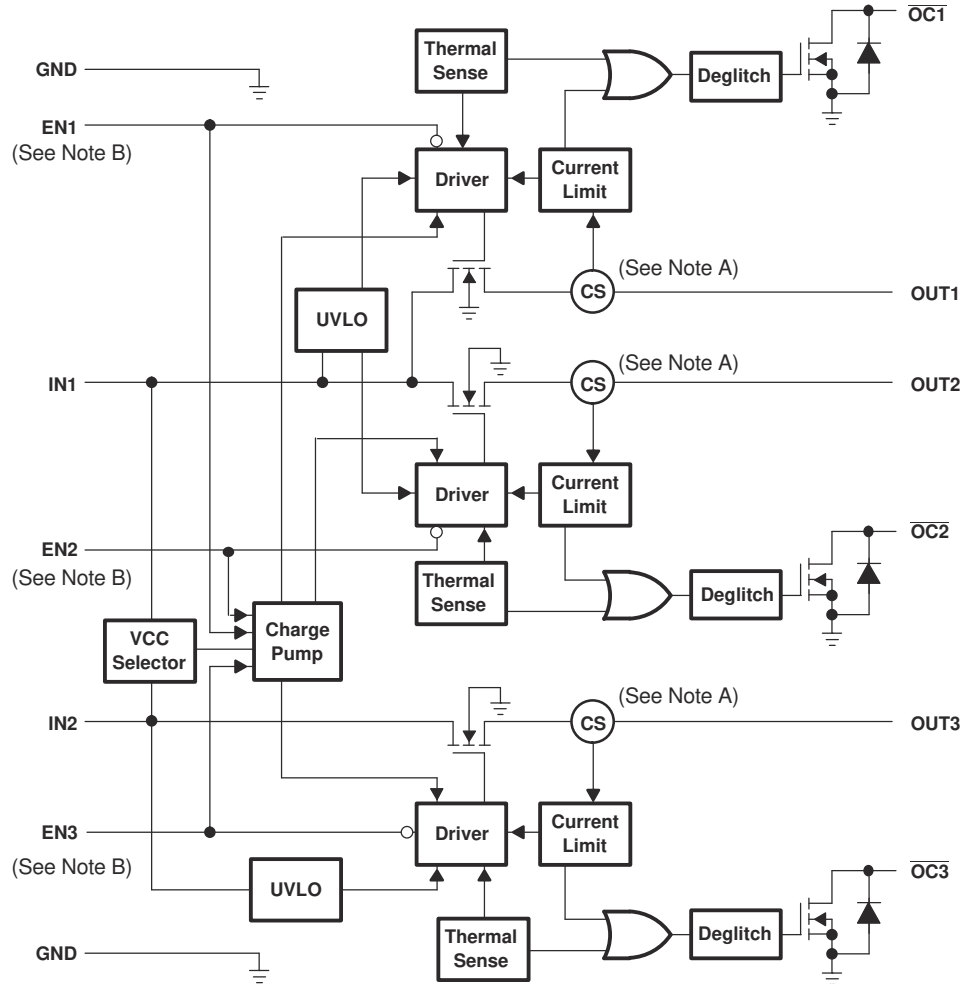 OC1
Thermal
Sense
Deglitch
GND
EN1
(See Note B)
Driver
Current
Limit
(See Note A)
CS
OUT1
UVLO
IN1
(See Note A)
CS
OUT2
Driver
Current
Limit
EN2
(See Note B)
OC2
Thermal
Sense
Deglitch
VCC
Selector
Charge
Pump
(See Note A)
IN2
CS
OUT3
EN3
(See Note B)
Driver
Current
Limit
UVLO
OC3
Thermal
Sense
Deglitch
GND